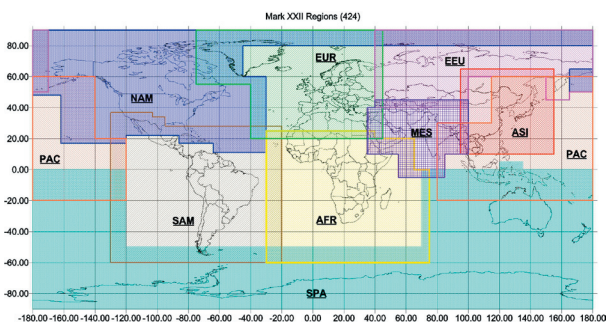 Mark XXII Regions (424)
80.00
EUR
EEU
60.00
NAM
40.00
MES
ASI
20.00
PAC
PAC
0.00
-20.00
SAM
AFR
-40.00
-60.00
-80.00
SPA
-180.00 -160.00 -140.00 -120.00 -100.00 -80.00 -60.00 -40.00 -20.00 0.00 20.00 40.00 60.00 80.00 100.00 120.00 140.00 160.00 180.00